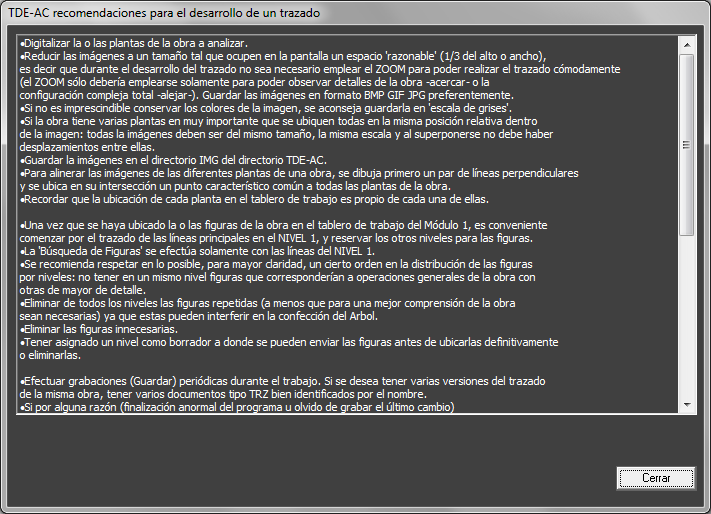 TDE-AC recomendaciones para el desarrollo de un trazado
•Digitalizar la o las plantas de la obra a analizar.
•Reducir las imágenes a un tamaño tal que ocupen en la pantalla un espacio 'razonable' (1/3 del alto o ancho),
es decir que durante el desarrollo del trazado no sea necesario emplear el ZOOM para poder realizar el trazado cómodamente
(el ZOOM sólo debería emplearse solamente para poder observar detalles de la obra -acercar- o la
configuración compleja total -alejar-). Guardar las imágenes en formato BMP GIF JPG preferentemente.
•Si no es imprescindible conservar los colores de la imagen, se aconseja guardarla en 'escala de grises'.
•Si la obra tiene varias plantas en muy importante que se ubiquen todas en la misma posición relativa dentro
de la imagen: todas la imágenes deben ser del mismo tamaño, la misma escala y al superponerse no debe haber
desplazamientos entre ellas.
•Guardar la imágenes en el directorio IMG del directorio TDE-AC.
•Para alinerar las imágenes de las diferentes plantas de una obra, se dibuja primero un par de líneas perpendiculares
y se ubica en su intersección un punto característico común a todas las plantas de la obra.
•Recordar que la ubicación de cada planta en el tablero de trabajo es propio de cada una de ellas.
•Una vez que se haya ubicado la o las figuras de la obra en el tablero de trabajo del Módulo 1, es conveniente
comenzar por el trazado de las líneas principales en el NIVEL 1, y reservar los otros niveles para las figuras.
•La 'Búsqueda de Figuras' se efectúa solamente con las líneas del NIVEL 1.
•Se recomienda respetar en lo posible, para mayor claridad, un cierto orden en la distribución de las figuras
por niveles: no tener en un mismo nivel figuras que corresponderían a operaciones generales de la obra con
otras de mayor de detalle.
•Eliminar de todos los niveles las figuras repetidas (a menos que para una mejor comprensión de la obra
sean necesarias) ya que estas pueden interferir en la confección del Arbol.
•Eliminar las figuras innecesarias.
•Tener asignado un nivel como borrador a donde se pueden enviar las figuras antes de ubicarlas definitivamente
o eliminarlas.
•Efectuar grabaciones (Guardar) periódicas durante el trabajo. Si se desea tener varias versiones del trazado
de la misma obra, tener varios documentos tipo TRZ bien identificados por el nombre.
•Si por alguna razón (finalización anormal del programa u olvido de grabar el último cambio)
Cerrar